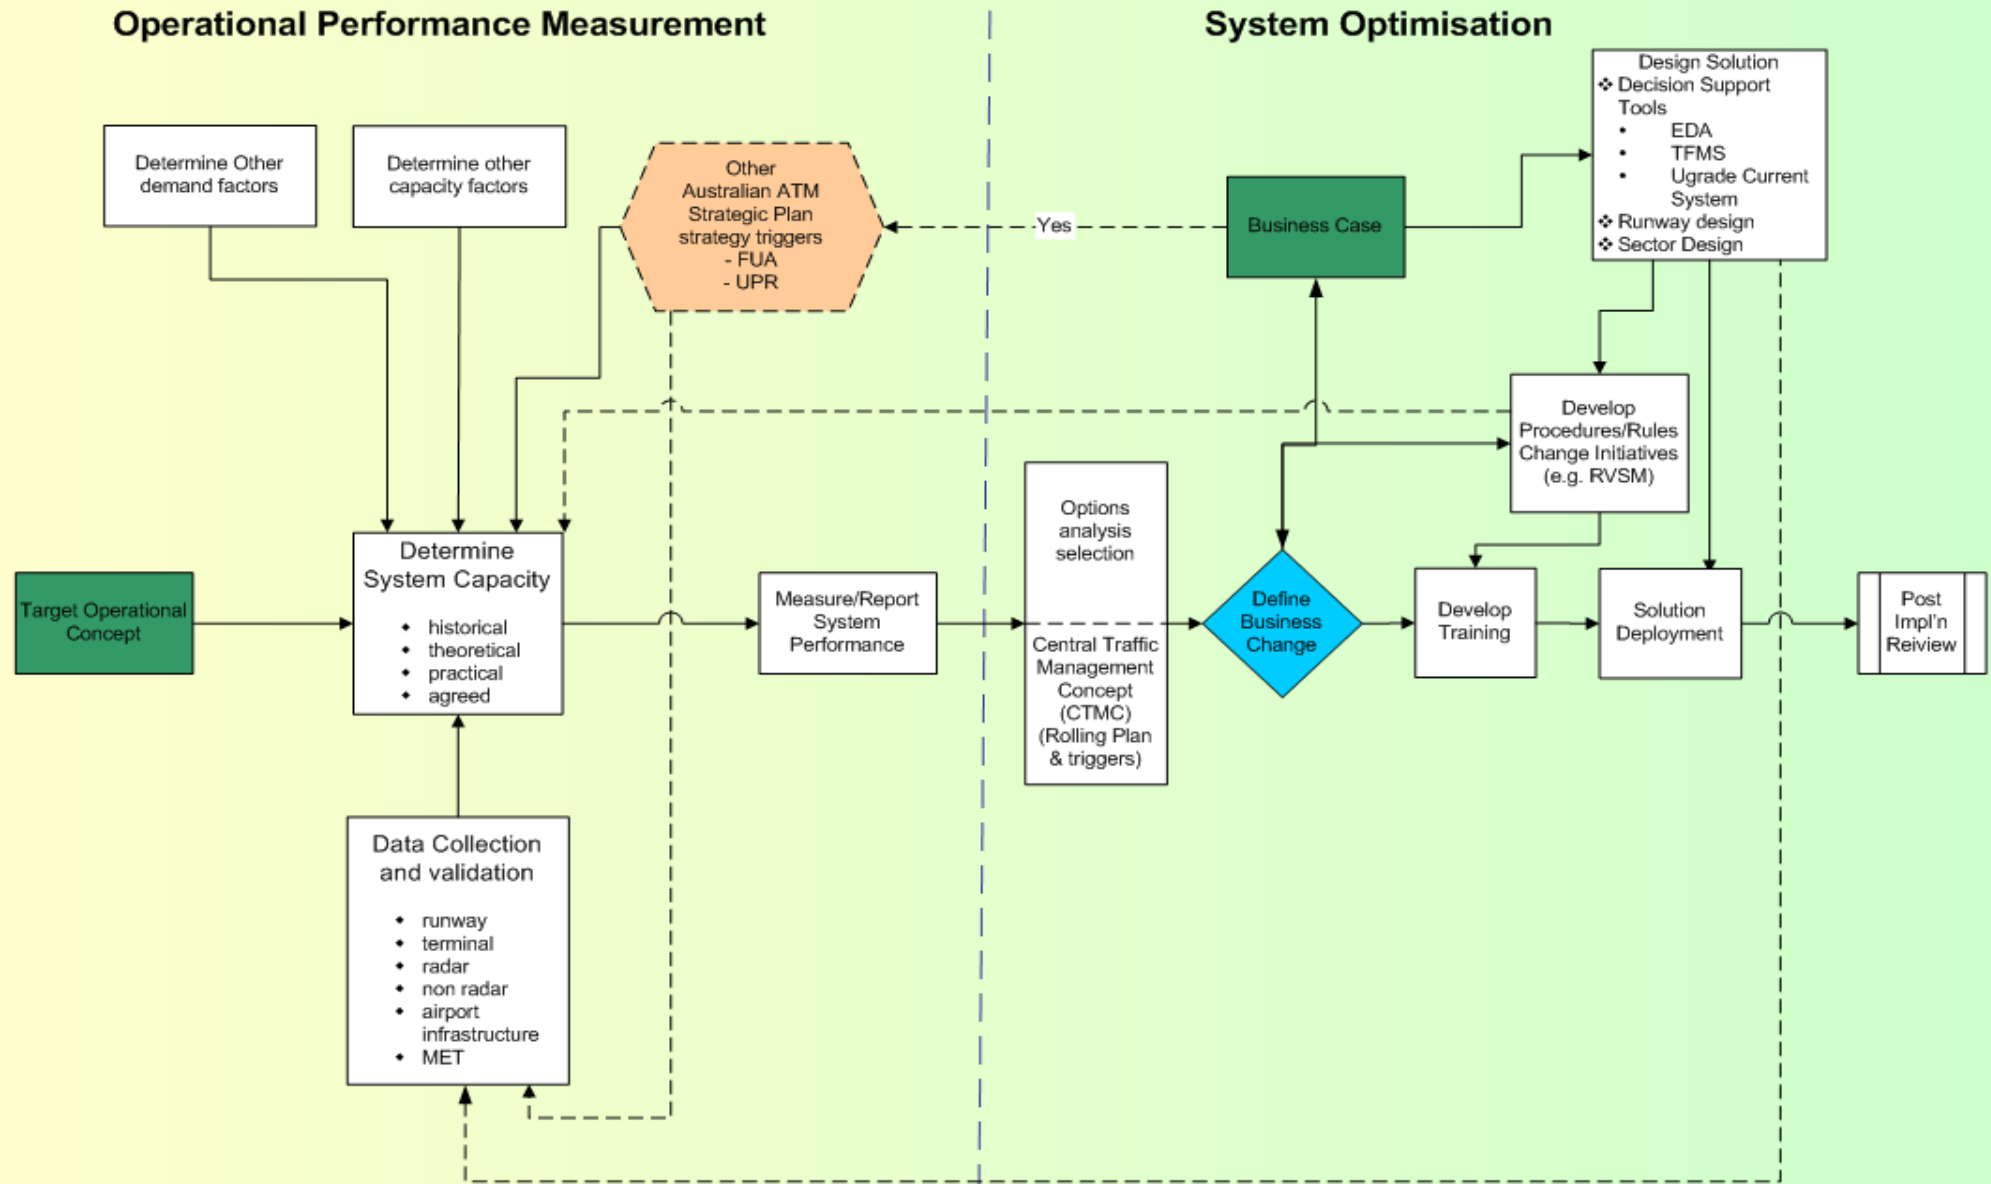 Operational Performance Measurement
System Optimisation
Design Solution
❖ Decision Support
Tools
• EDA
• TFMS
• Ugrade Current
System
❖ Runway design
❖ Sector Design
Determine Other
demand factors
Determine other
capacity factors
Other
Australian ATM
Strategic Plan
strategy triggers
- FUA
- UPR
Yes
Business Case
Develop
Procedures/Rules
Change Initiatives
(e.g. RVSM)
Target Operational
Concept
Determine
System Capacity
◆ historical
◆ theoretical
◆ practical
◆ agreed
Measure/Report
System
Performance
Options
analysis
selection
Central Traffic
Management
Concept
(CTMC)
(Rolling Plan
& triggers)
Define
Business
Change
Develop
Training
Solution
Deployment
Post
Impl'n
Reiview
Data Collection
and validation
◆ runway
◆ terminal
◆ radar
◆ non radar
◆ airport
infrastructure
◆ MET